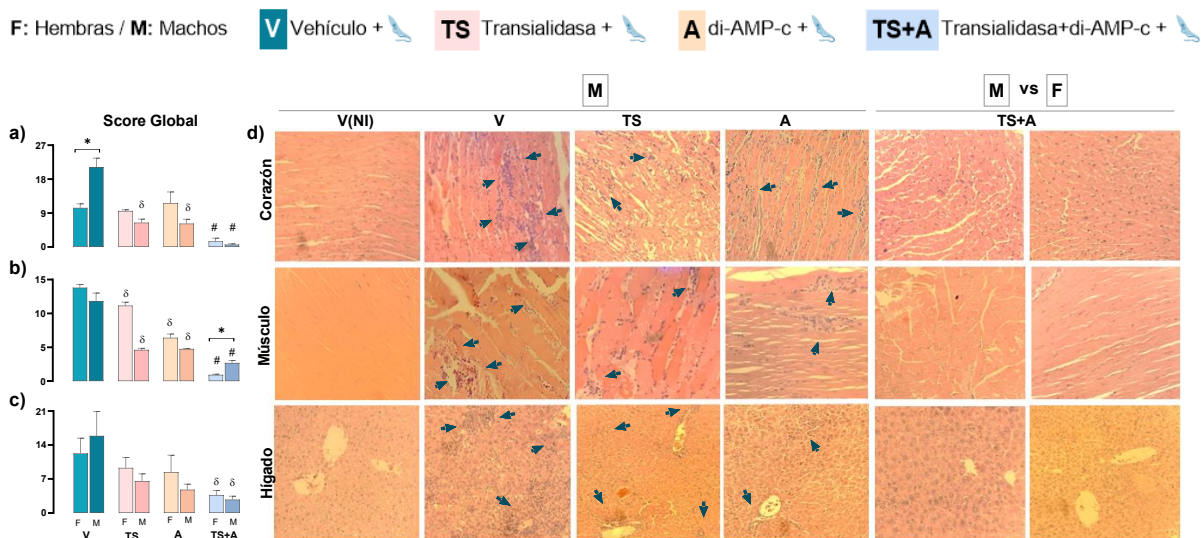 F: Hembras / M: Machos
V Vehículo +
TS Transialidasa +
A di-AMP-c +
TS+A Transialidasa+di-AMP-c +
M
M vs F
Score Global
d)
V(NI)
V
TS
A
TS+A
a)
27
18
9
0
*
δ
δ
#
#
Corazón
b)
15
10
5
0
δ
δ
δ
δ
*
#
#
Músculo
c)
21
14
7
0
δ
δ
F M F M F M F M
V TS A TS+A
Hígado